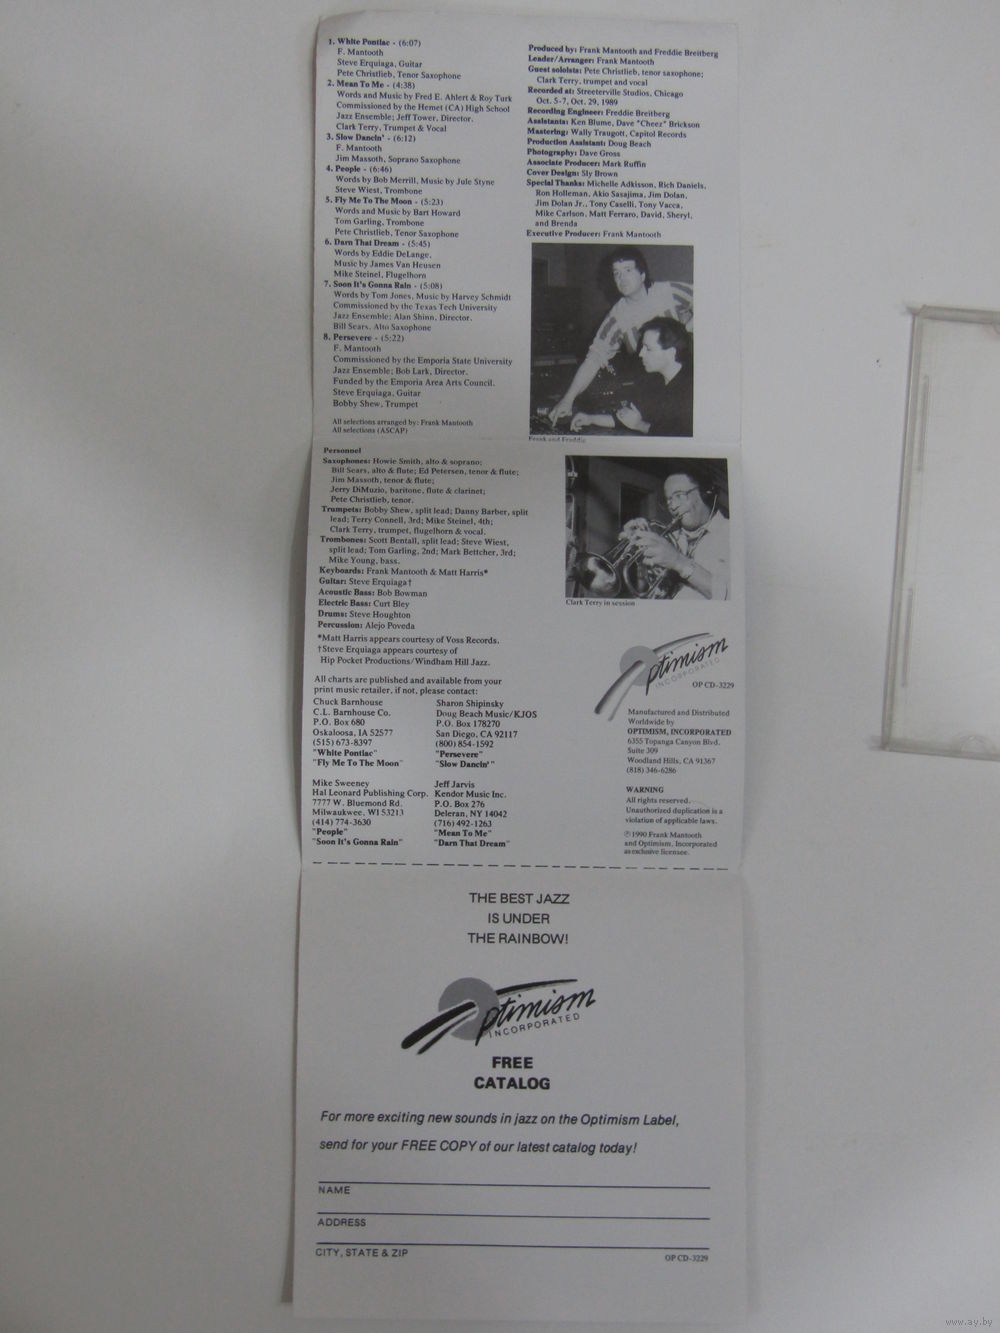 1. White Pontiac - (6:07)
F. Mantooth
Steve Erquiaga, Guitar
Pete Christlieb, Tenor Saxophone
2. Mean To Me - (4:38)
Words and Music by Fred E. Ahlert & Roy Turk
Commissioned by the Hemet (CA) High School
Jazz Ensemble; Jeff Tower, Director.
Clark Terry, Trumpet & Vocal
3. Slow Dancin' - (6:12)
F. Mantooth
Jim Massoth, Soprano Saxophone
4. People - (6:46)
Words by Bob Merrill, Music by Jule Styne
Steve Wiest, Trombone
5. Fly Me To The Moon - (5:23)
Words and Music by Bart Howard
Tom Garling, Trombone
Pete Christlieb, Tenor Saxophone
6. Darn That Dream - (5:45)
Words by Eddie DeLange,
Music by James Van Heusen
Mike Steinel, Flugelhorn
7. Soon It's Gonna Rain - (5:08)
Words by Tom Jones, Music by Harvey Schmidt
Commissioned by the Texas Tech University
Jazz Ensemble; Alan Shinn, Director.
Bill Sears, Alto Saxophone
8. Persevere - (5:22)
F. Mantooth
Commissioned by the Emporia State University
Jazz Ensemble; Bob Lark, Director.
Funded by the Emporia Area Arts Council.
Steve Erquiaga, Guitar
Bobby Shew, Trumpet
All selections arranged by: Frank Mantooth
All selections (ASCAP)
Produced by: Frank Mantooth and Freddie Breitberg
Leader/Arranger: Frank Mantooth
Guest soloists: Pete Christlieb, tenor saxophone;
Clark Terry, trumpet and vocal
Recorded at: Streeterville Studios, Chicago
Oct. 5-7, Oct. 29, 1989
Recording Engineer: Freddie Breitberg
Assistants: Ken Blume, Dave "Cheez" Brickson
Mastering: Wally Traugott, Capitol Records
Production Assistant: Doug Beach
Photography: Dave Gross
Associate Producer: Mark Ruffin
Cover Design: Sly Brown
Special Thanks: Michelle Adkisson, Rich Daniels,
Ron Holleman, Akio Sasajima, Jim Dolan,
Jim Dolan Jr., Tony Caselli, Tony Vacca,
Mike Carlson, Matt Ferraro, David, Sheryl,
and Brenda
Executive Producer: Frank Mantooth
Frank and Freddie
Personnel
Saxophones: Howie Smith, alto & soprano;
Bill Sears, alto & flute; Ed Petersen, tenor & flute;
Jim Massoth, tenor & flute;
Jerry DiMuzio, baritone, flute & clarinet;
Pete Christlieb, tenor.
Trumpets: Bobby Shew, split lead; Danny Barber, split
lead; Terry Connell, 3rd; Mike Steinel, 4th;
Clark Terry, trumpet, flugelhorn & vocal.
Trombones: Scott Bentall, split lead; Steve Wiest,
split lead; Tom Garling, 2nd; Mark Bettcher, 3rd;
Mike Young, bass.
Keyboards: Frank Mantooth & Matt Harris*
Guitar: Steve Erquiaga†
Acoustic Bass: Bob Bowman
Electric Bass: Curt Bley
Drums: Steve Houghton
Percussion: Alejo Poveda
*Matt Harris appears courtesy of Voss Records.
†Steve Erquiaga appears courtesy of
Hip Pocket Productions/Windham Hill Jazz.
All charts are published and available from your
print music retailer, if not, please contact:
Chuck Barnhouse
C.L. Barnhouse Co.
P.O. Box 680
Oskaloosa, IA 52577
(515) 673-8397
"White Pontiac"
"Fly Me To The Moon"
Sharon Shipinsky
Doug Beach Music/KJOS
P.O. Box 178270
San Diego, CA 92117
(800) 854-1592
"Persevere"
"Slow Dancin'"
Mike Sweeney
Hal Leonard Publishing Corp.
7777 W. Bluemond Rd.
Milwaukee, WI 53213
(414) 774-3630
"People"
"Soon It's Gonna Rain"
Jeff Jarvis
Kendor Music Inc.
P.O. Box 276
Deleran, NY 14042
(716) 492-1263
"Mean To Me"
"Darn That Dream"
Clark Terry in session
Optimism
INCORPORATED
OP CD-3229
Manufactured and Distributed
Worldwide by
OPTIMISM, INCORPORATED
6355 Topanga Canyon Blvd.
Suite 309
Woodland Hills, CA 91367
(818) 346-6286
WARNING
All rights reserved.
Unauthorized duplication is a
violation of applicable laws.
℗ 1990 Frank Mantooth
and Optimism, Incorporated
as exclusive licensee.
THE BEST JAZZ
IS UNDER
THE RAINBOW!
Optimism
INCORPORATED
FREE
CATALOG
For more exciting new sounds in jazz on the Optimism Label,
send for your FREE COPY of our latest catalog today!
NAME
ADDRESS
CITY, STATE & ZIP
OP CD-3229
www.ay.by